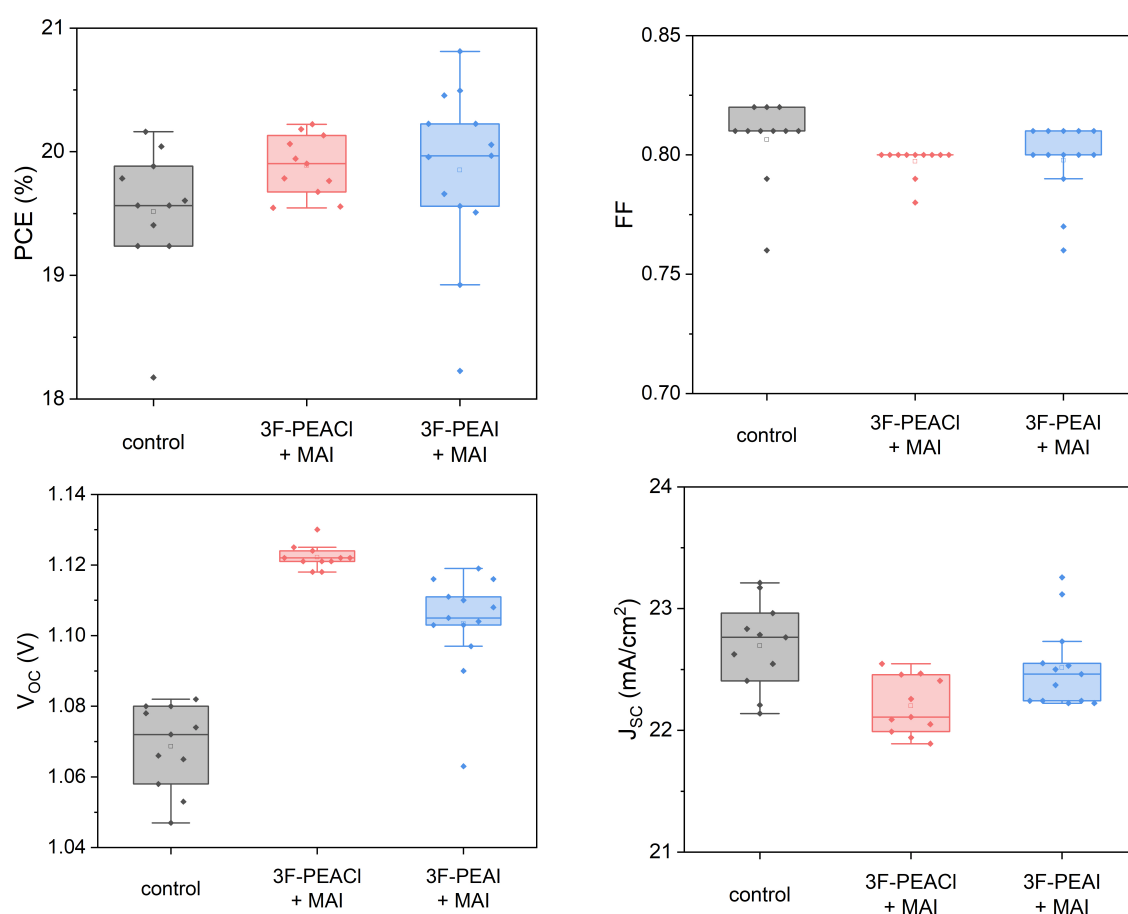 PCE (%)
21
20
19
18
control
3F-PEACl
+ MAI
3F-PEAI
+ MAI
FF
0.85
0.80
0.75
0.70
control
3F-PEACl
+ MAI
3F-PEAI
+ MAI
V_OC (V)
1.14
1.12
1.10
1.08
1.06
1.04
control
3F-PEACl
+ MAI
3F-PEAI
+ MAI
J_SC (mA/cm²)
24
23
22
21
control
3F-PEACl
+ MAI
3F-PEAI
+ MAI